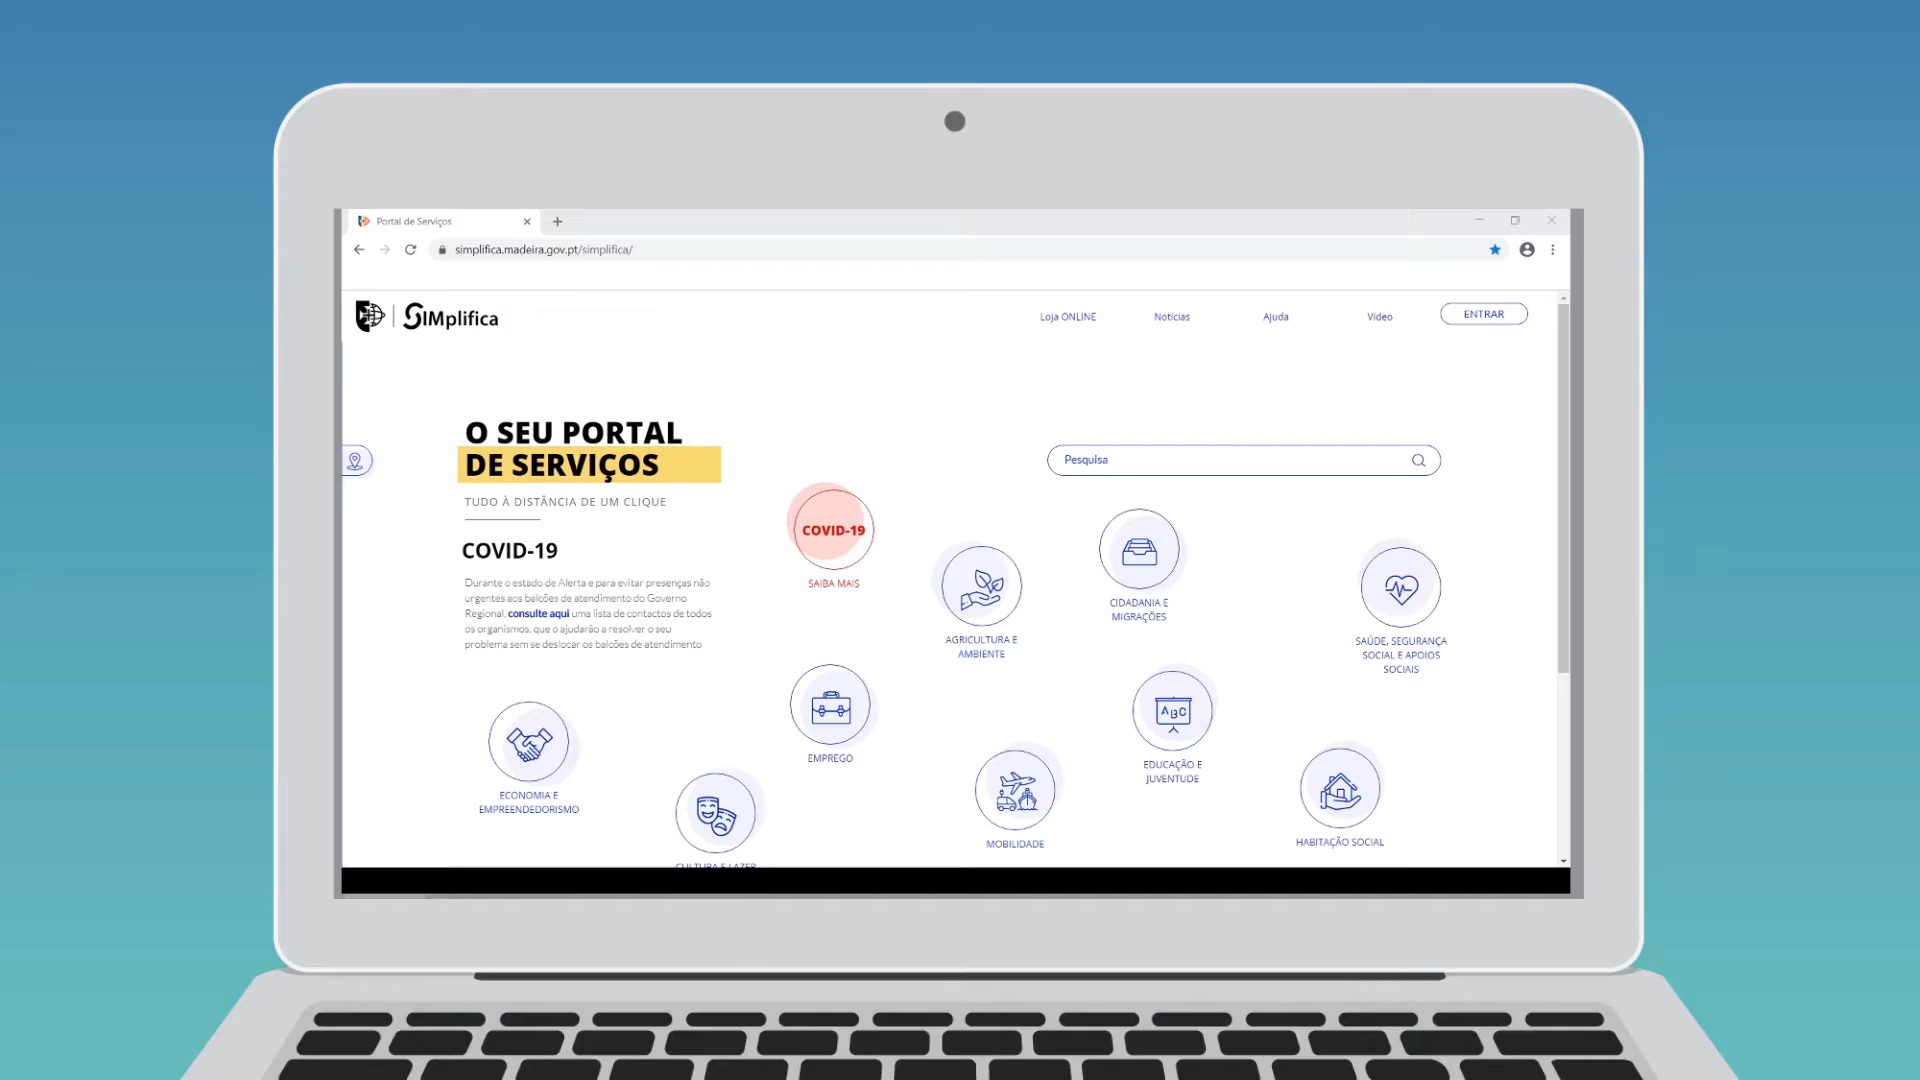 Portal de Serviços
simplifica.madeira.gov.pt/simplifica/
SIMplifica
Loja ONLINE
Notícias
Ajuda
Vídeo
ENTRAR
O SEU PORTAL
DE SERVIÇOS
TUDO À DISTÂNCIA DE UM CLIQUE
Pesquisa
COVID-19
Durante o estado de Alerta e para evitar presenças não
urgentes aos balcões de atendimento do Governo
Regional, consulte aqui uma lista de contactos de todos
os organismos, que o ajudarão a resolver o seu
problema sem se deslocar os balcões de atendimento
COVID-19
SAIBA MAIS
AGRICULTURA E
AMBIENTE
CIDADANIA E
MIGRAÇÕES
SAÚDE, SEGURANÇA
SOCIAL E APOIOS
SOCIAIS
ECONOMIA E
EMPREENDEDORISMO
EMPREGO
ABC
EDUCAÇÃO E
JUVENTUDE
CULTURA E LAZER
MOBILIDADE
HABITAÇÃO SOCIAL